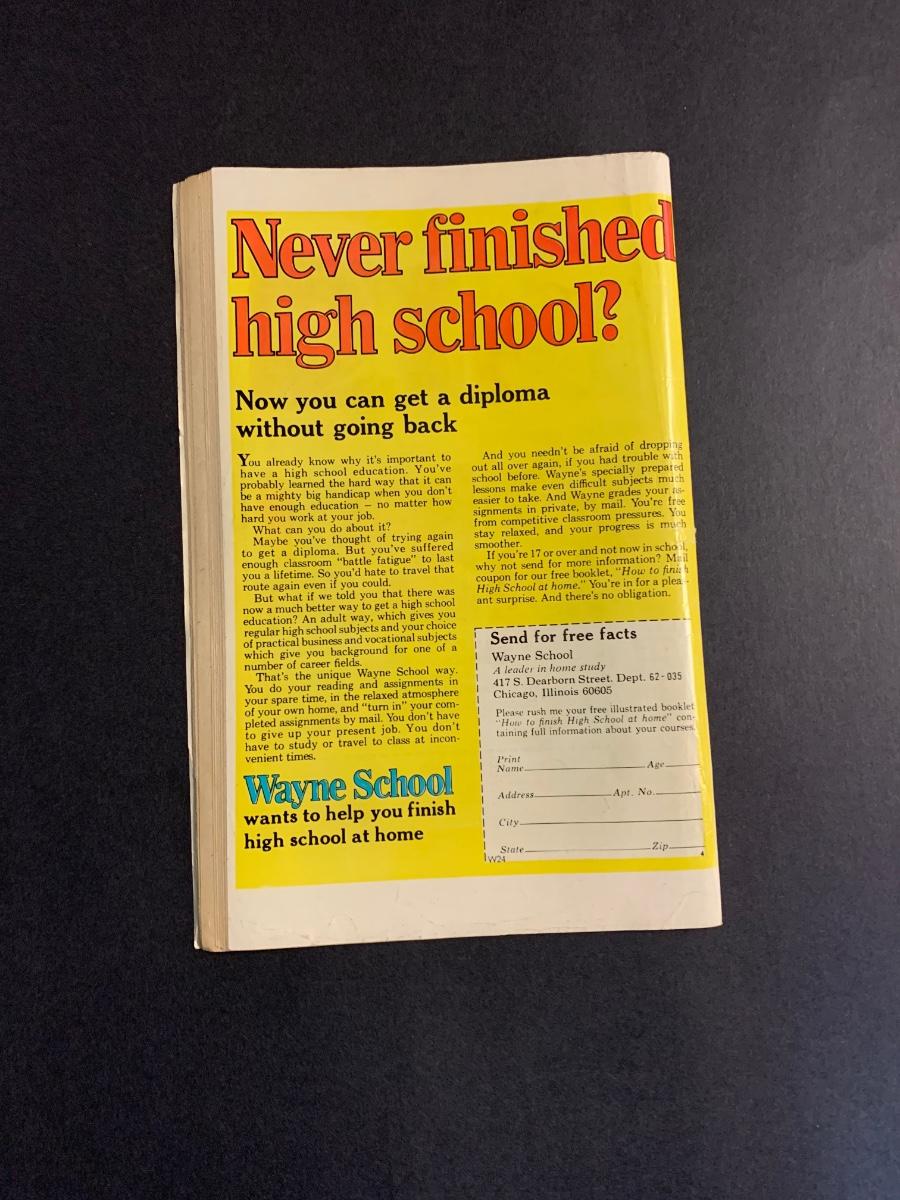 Never finished
high school?
Now you can get a diploma
without going back
You already know why it's important to
have a high school education. You've
probably learned the hard way that it can
be a mighty big handicap when you don't
have enough education – no matter how
hard you work at your job.
What can you do about it?
Maybe you've thought of trying again
to get a diploma. But you've suffered
enough classroom "battle fatigue" to last
you a lifetime. So you'd hate to travel that
route again even if you could.
But what if we told you that there was
now a much better way to get a high school
education? An adult way, which gives you
regular high school subjects and your choice
of practical business and vocational subjects
which give you background for one of a
number of career fields.
That's the unique Wayne School way.
You do your reading and assignments in
your spare time, in the relaxed atmosphere
of your own home, and "turn in" your com-
pleted assignments by mail. You don't have
to give up your present job. You don't
have to study or travel to class at incon-
venient times.
Wayne School
wants to help you finish
high school at home
And you needn't be afraid of dropping
out all over again, if you had trouble with
school before. Wayne's specially prepared
lessons make even difficult subjects much
easier to take. And Wayne grades your as-
signments in private, by mail. You're free
from competitive classroom pressures. You
stay relaxed, and your progress is much
smoother.
If you're 17 or over and not now in school,
why not send for more information? Mail
coupon for our free booklet, "How to finish
High School at home." You're in for a pleas-
ant surprise. And there's no obligation.
Send for free facts
Wayne School
A leader in home study
417 S. Dearborn Street. Dept. 62-035
Chicago, Illinois 60605
Please rush me your free illustrated booklet
"How to finish High School at home" con-
taining full information about your courses.
Print
Name Age
Address Apt. No.
City
State Zip
W24 4